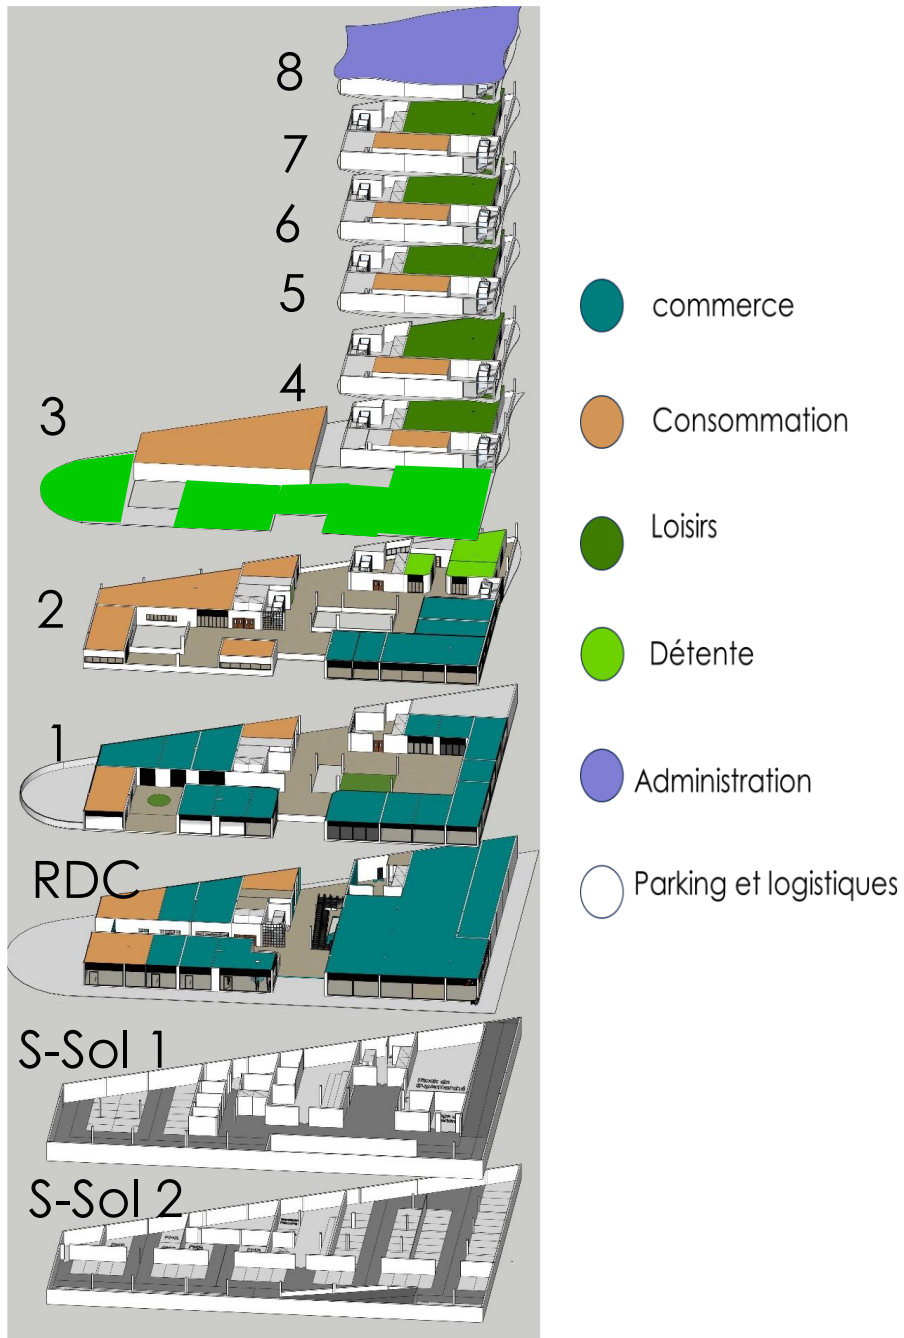 8
7
6
5
4
3
2
1
RDC
S-Sol 1
S-Sol 2
commerce
Consommation
Loisirs
Détente
Administration
Parking et logistiques